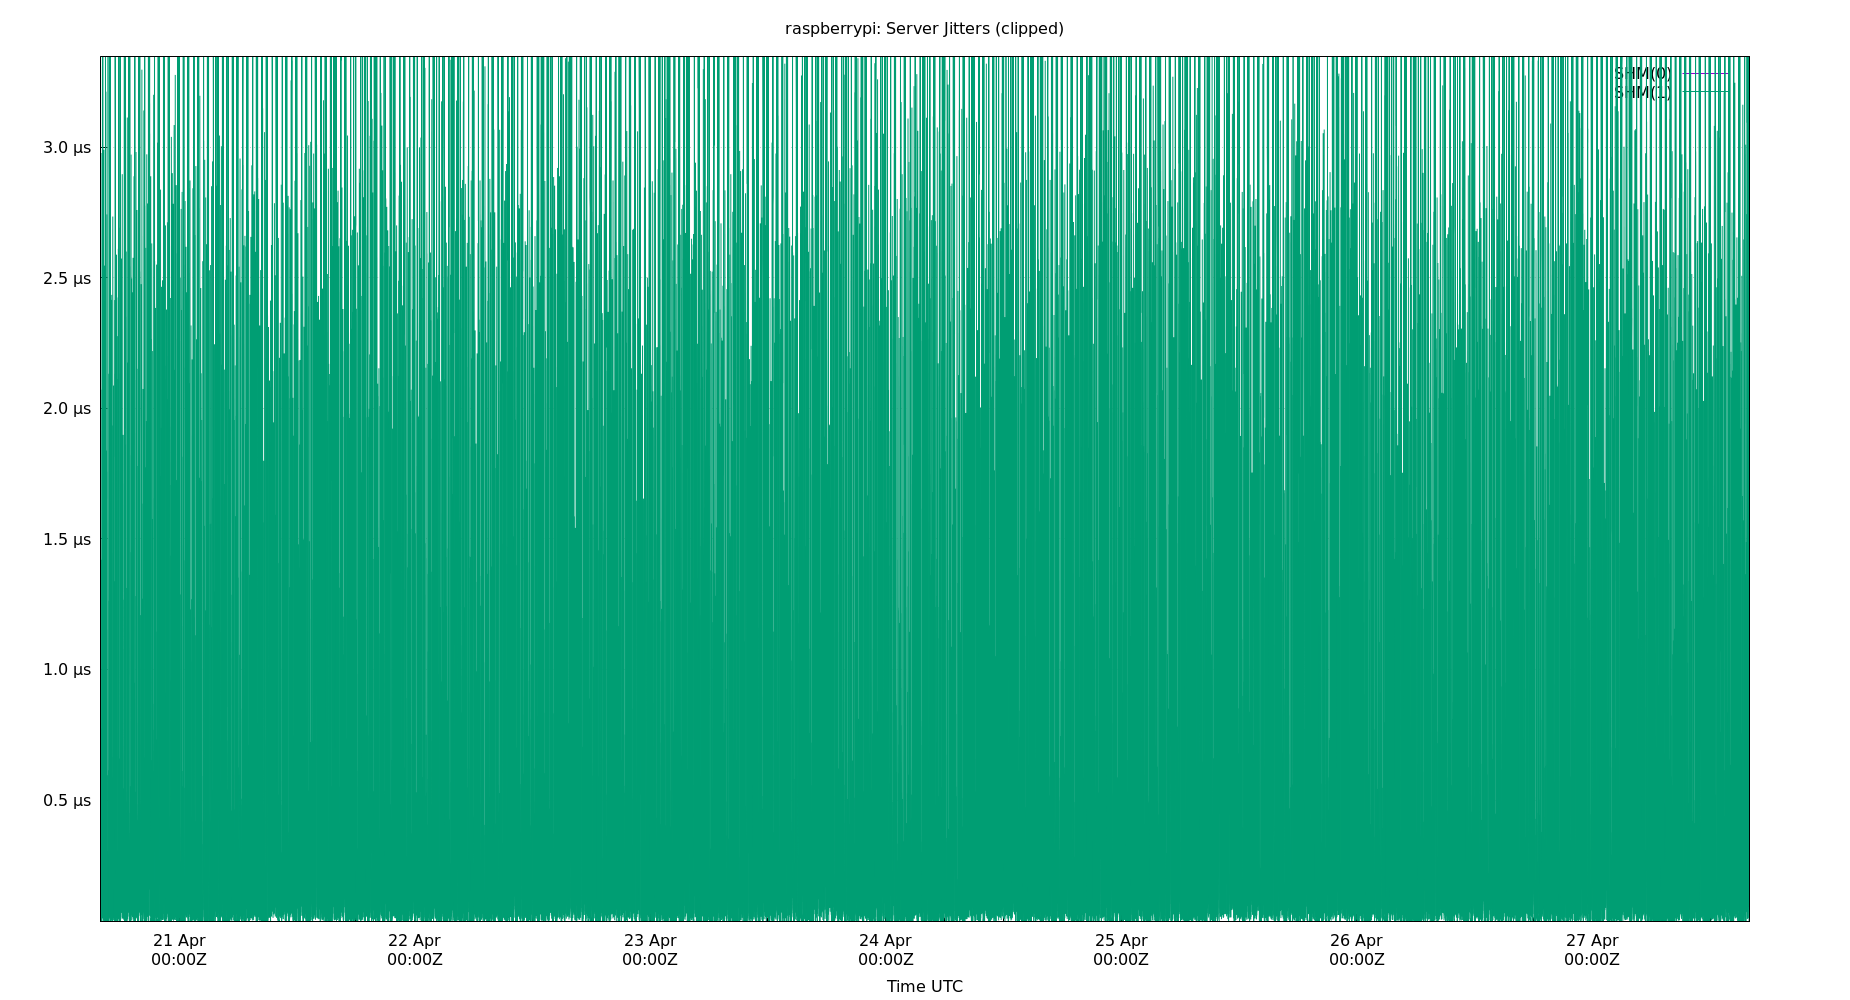 raspberrypi: Server Jitters (clipped)
SHM(0)
SHM(1)
3.0 µs
2.5 µs
2.0 µs
1.5 µs
1.0 µs
0.5 µs
21 Apr 22 Apr 23 Apr 24 Apr 25 Apr 26 Apr 27 Apr
00:00Z 00:00Z 00:00Z 00:00Z 00:00Z 00:00Z 00:00Z
Time UTC